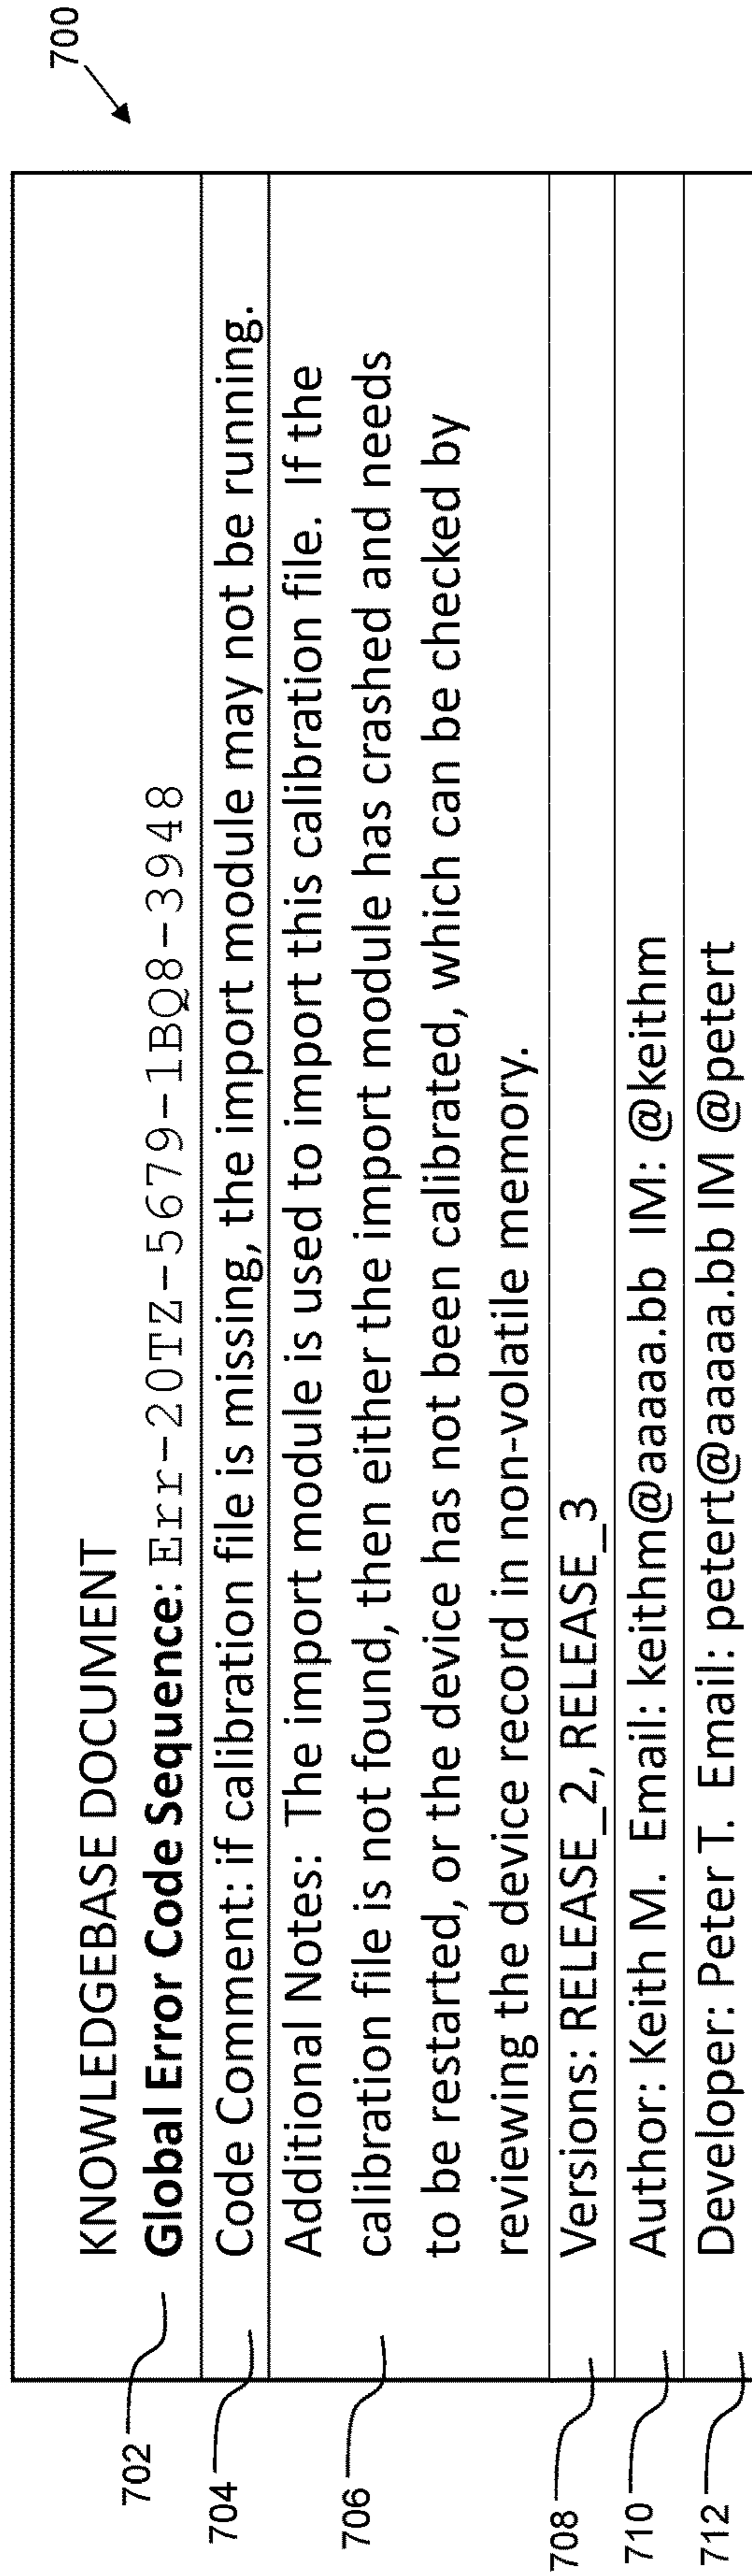 700
KNOWLEDGEBASE DOCUMENT
702 Global Error Code Sequence: Err-20TZ-5679-1BQ8-3948
704 Code Comment: if calibration file is missing, the import module may not be running.
706 Additional Notes: The import module is used to import this calibration file. If the
calibration file is not found, then either the import module has crashed and needs
to be restarted, or the device has not been calibrated, which can be checked by
reviewing the device record in non-volatile memory.
708 Versions: RELEASE_2, RELEASE_3
710 Author: Keith M. Email: keithm@aaaaaa.bb IM: @keithm
712 Developer: Peter T. Email: petert@aaaaaa.bb IM @petert